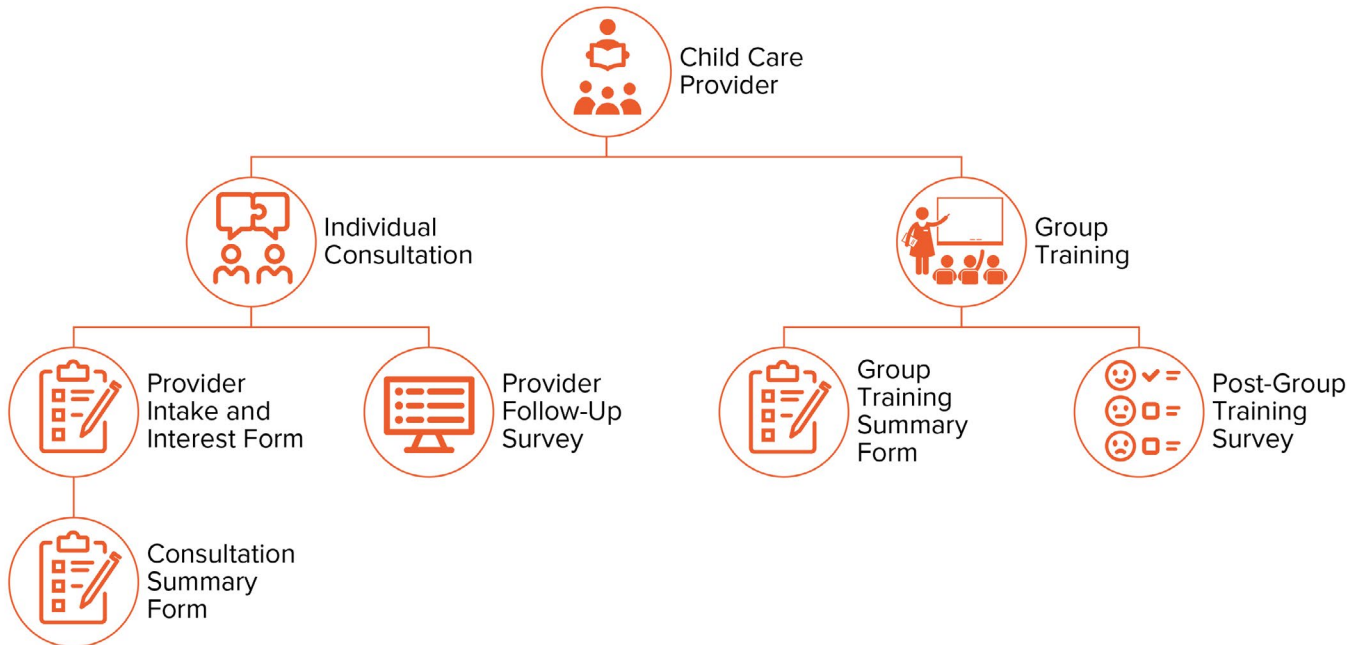 Child Care
Provider
Individual
Consultation
Group
Training
Provider
Intake and
Interest Form
Provider
Follow-Up
Survey
Group
Training
Summary
Form
Post-Group
Training
Survey
Consultation
Summary
Form